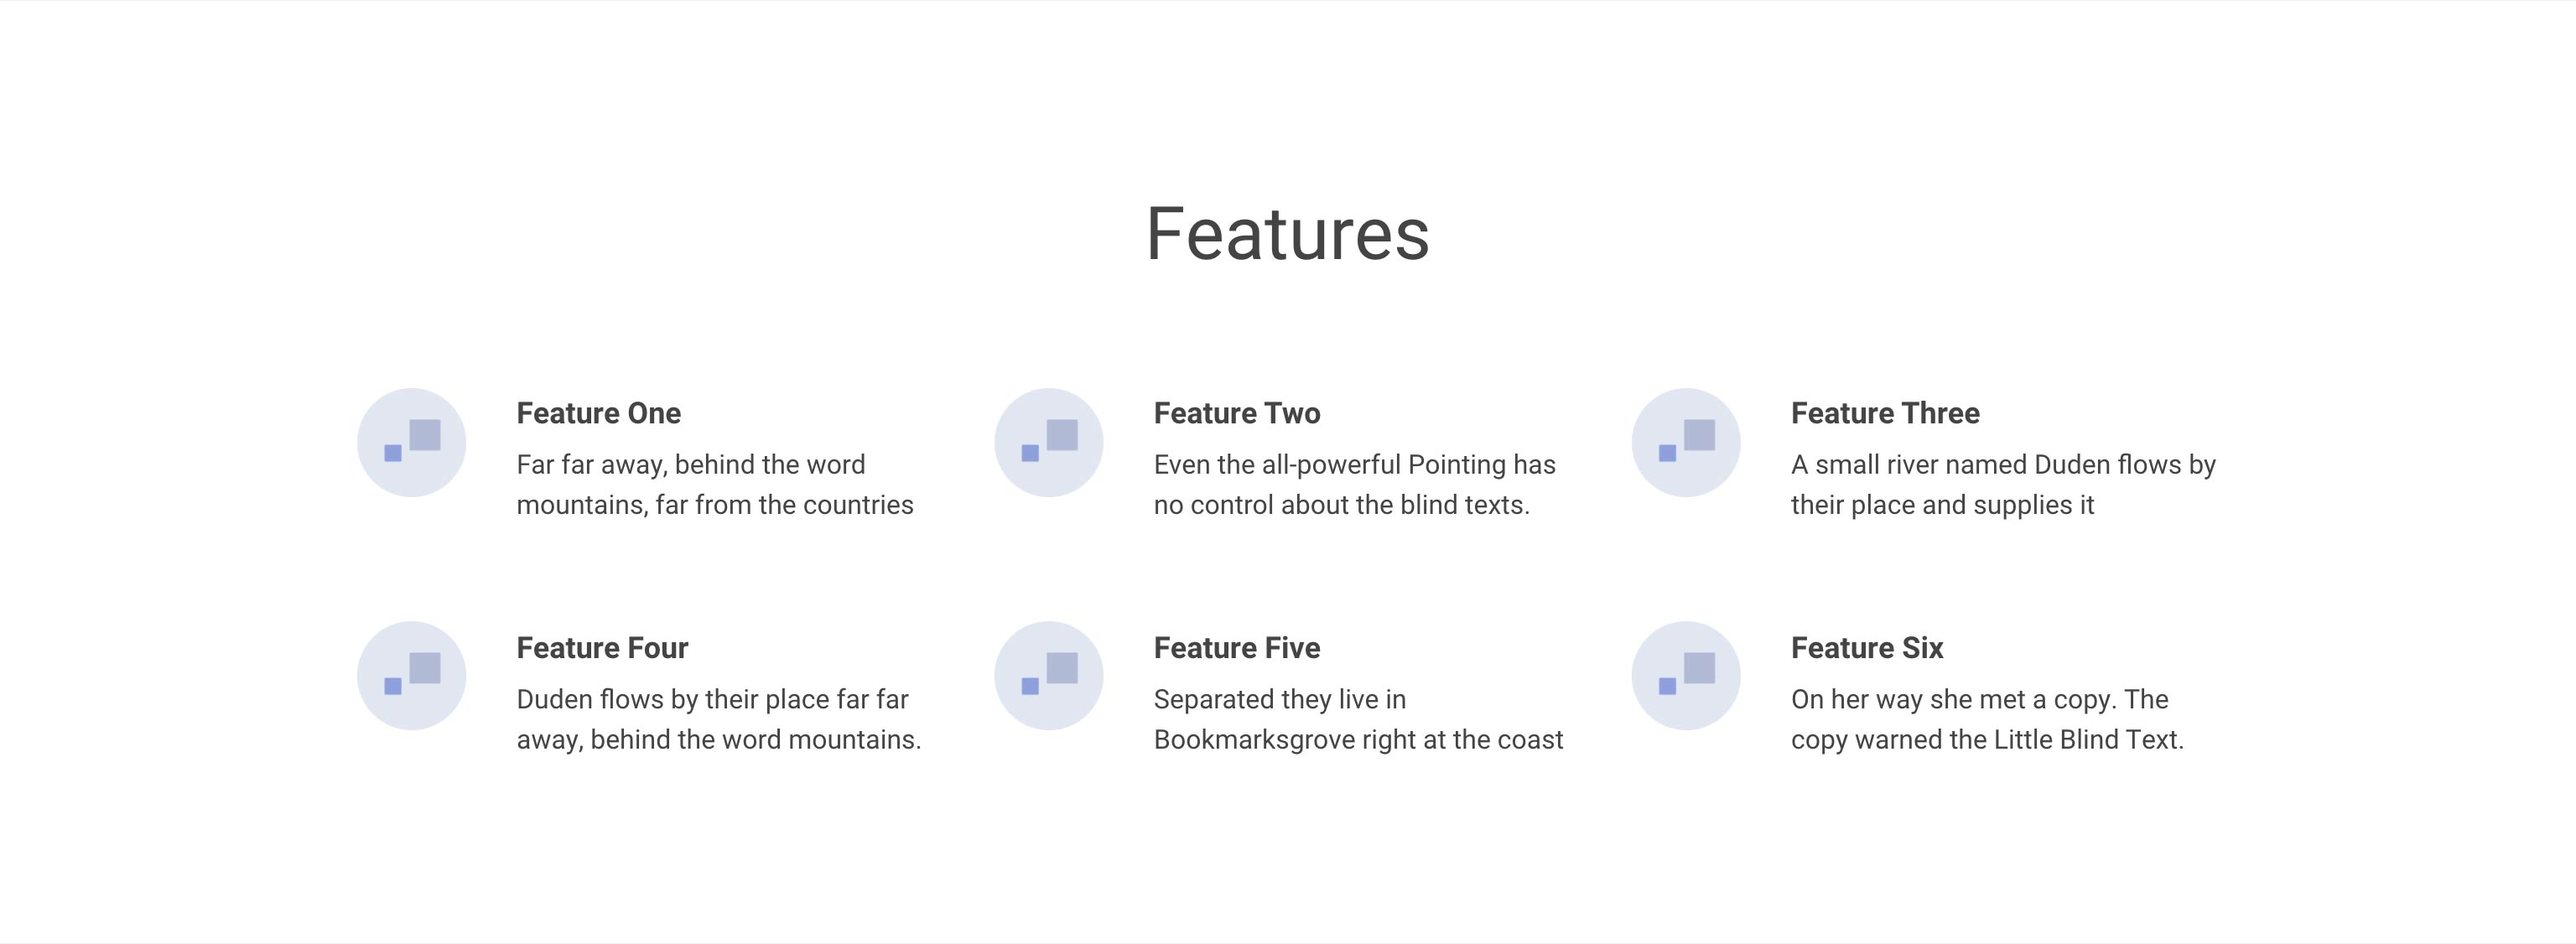 Features
Feature One
Far far away, behind the word
mountains, far from the countries
Feature Two
Even the all-powerful Pointing has
no control about the blind texts.
Feature Three
A small river named Duden flows by
their place and supplies it
Feature Four
Duden flows by their place far far
away, behind the word mountains.
Feature Five
Separated they live in
Bookmarksgrove right at the coast
Feature Six
On her way she met a copy. The
copy warned the Little Blind Text.